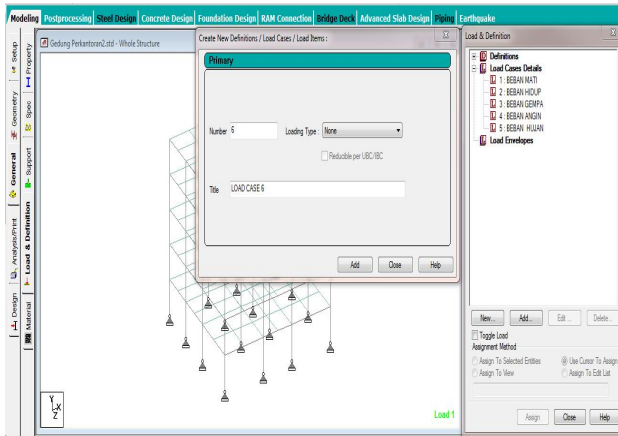 Modeling Postprocessing Steel Design Concrete Design Foundation Design RAM Connection Bridge Deck Advanced Slab Design Piping Earthquake
Setup
Geometry
General
Analysis/Print
Design
Property
Spec
Support
Load & Definition
Material
Gedung Perkantoran2.std - Whole Structure
Load 1
Y
X
Z
Create New Definitions / Load Cases / Load Items :
Primary
Number 6
Loading Type : None
Reducible per UBC/IBC
Title LOAD CASE 6
Add Close Help
Load & Definition
Definitions
Load Cases Details
1 : BEBAN MATI
2 : BEBAN HIDUP
3 : BEBAN GEMPA
4 : BEBAN ANGIN
5 : BEBAN HUJAN
Load Envelopes
New... Add... Edit ... Delete...
Toggle Load
Assignment Method
Assign To Selected Entities
Use Cursor To Assign
Assign To View
Assign To Edit List
Assign Close Help